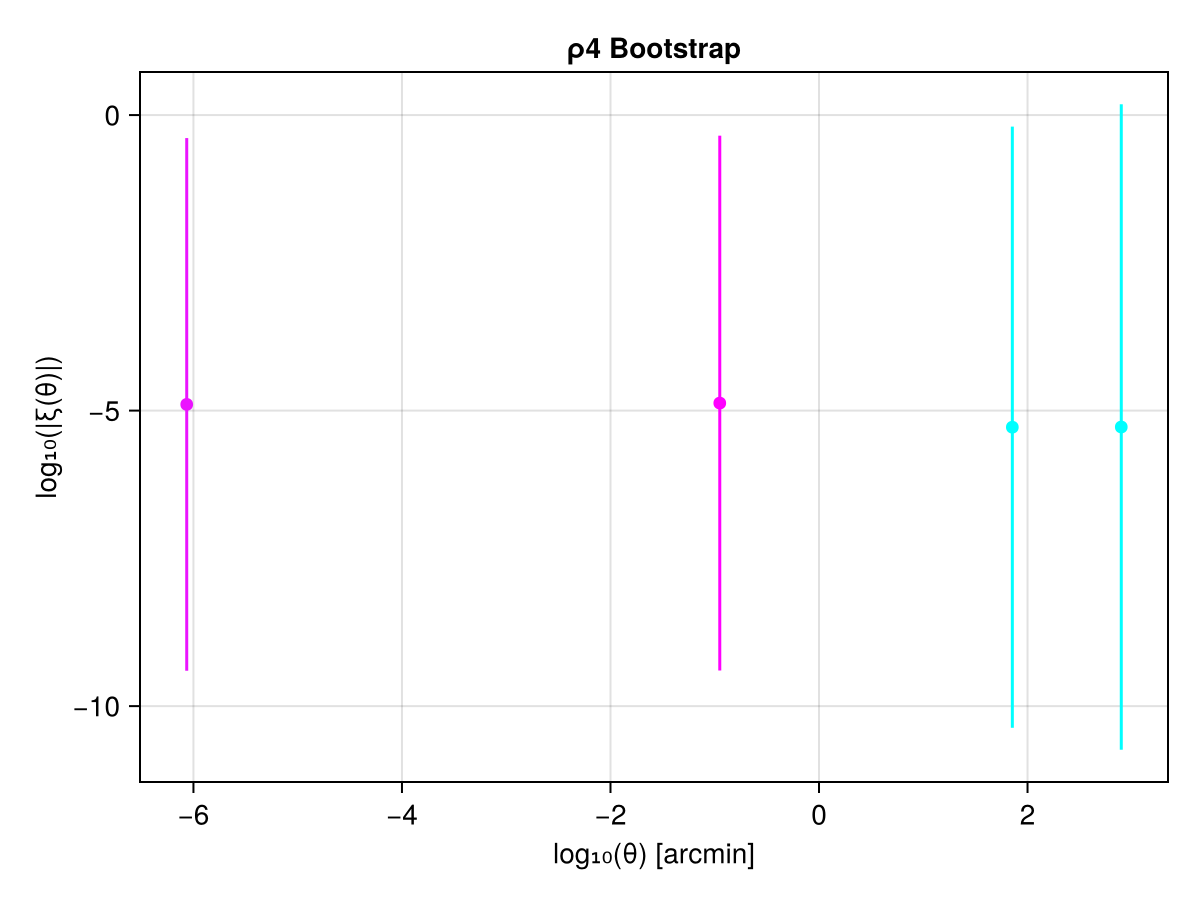 ρ4 Bootstrap
0
−5
−10
log₁₀(|ξ(θ)|)
−6
−4
−2
0
2
log₁₀(θ) [arcmin]